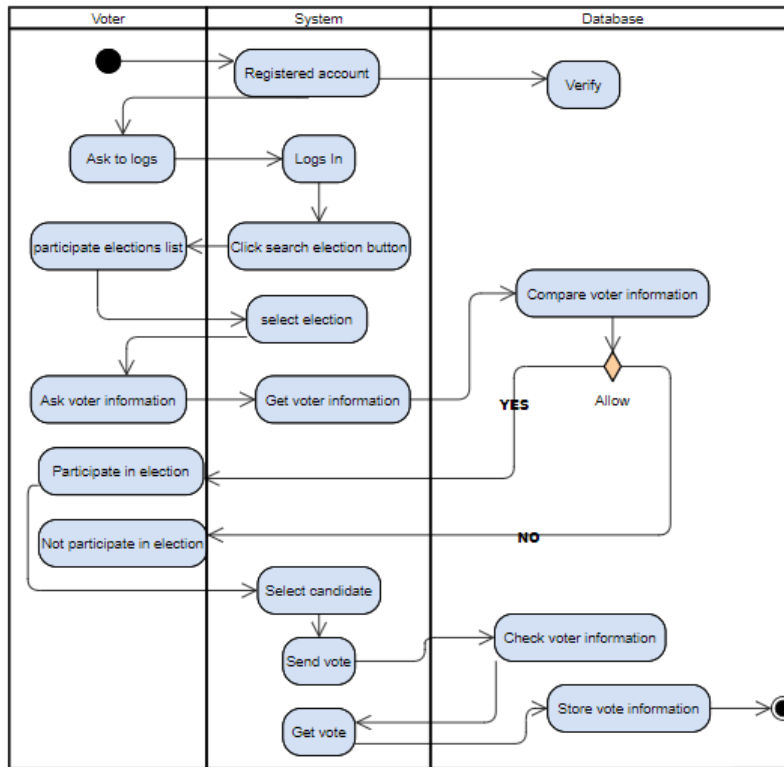 Voter
System
Database
Registered account
Verify
Ask to logs
Logs In
participate elections list
Click search election button
Compare voter information
select election
Allow
Ask voter information
Get voter information
YES
Participate in election
Not participate in election
NO
Select candidate
Send vote
Check voter information
Store vote information
Get vote